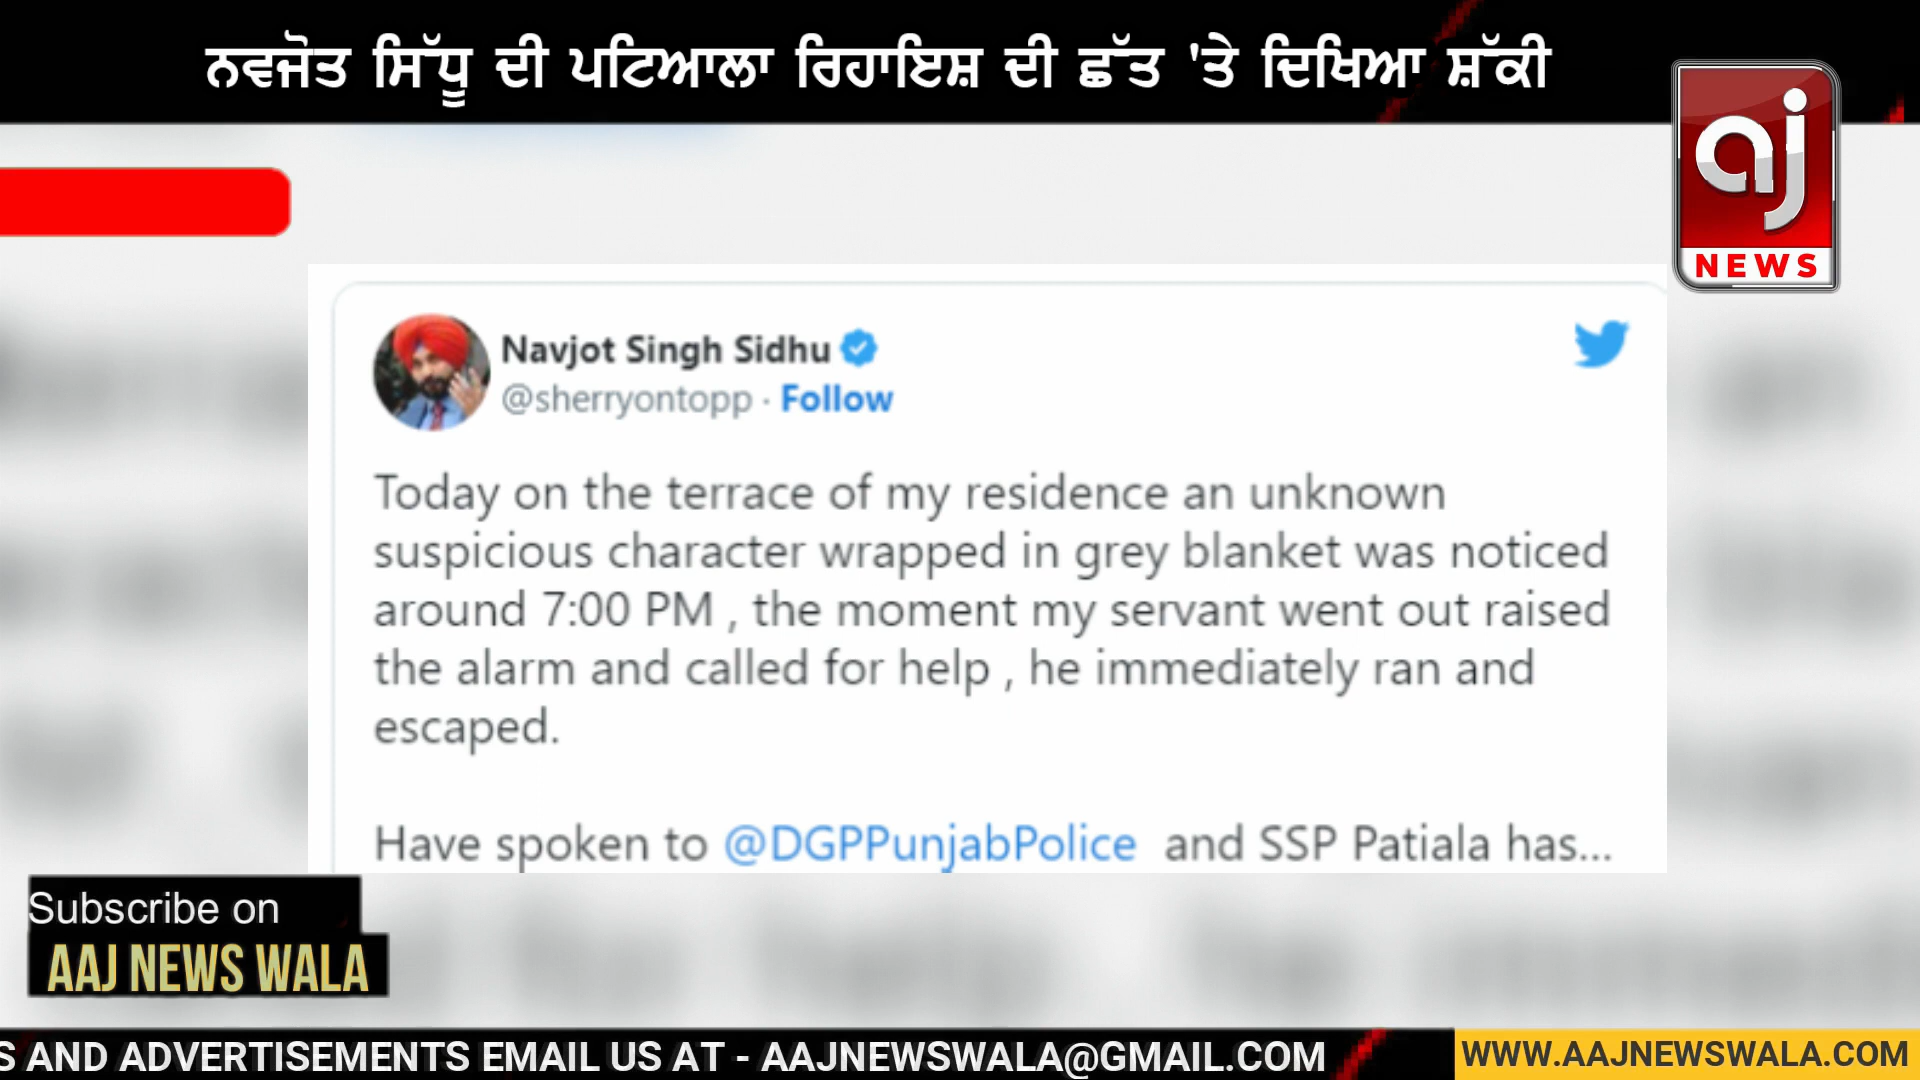 ਨਵਜੋਤ ਸਿੱਧੂ ਦੀ ਪਟਿਆਲਾ ਰਿਹਾਇਸ਼ ਦੀ ਛੱਤ 'ਤੇ ਦਿਖਿਆ ਸ਼ੱਕੀ
aj
NEWS
Navjot Singh Sidhu
@sherryontopp · Follow
Today on the terrace of my residence an unknown
suspicious character wrapped in grey blanket was noticed
around 7:00 PM , the moment my servant went out raised
the alarm and called for help , he immediately ran and
escaped.
Have spoken to @DGPPunjabPolice and SSP Patiala has...
Subscribe on
AAJ NEWS WALA
S AND ADVERTISEMENTS EMAIL US AT - AAJNEWSWALA@GMAIL.COM
WWW.AAJNEWSWALA.COM